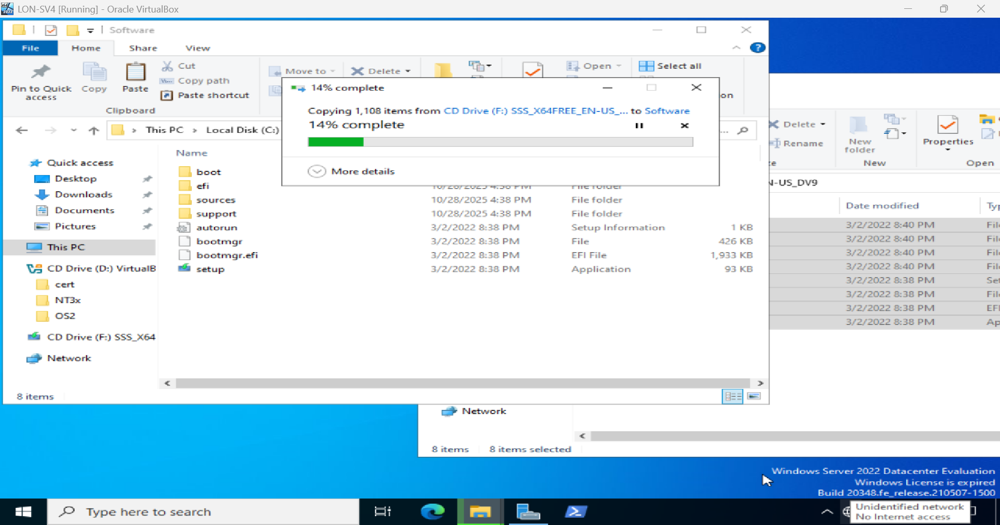 LON-SV4 [Running] - Oracle VirtualBox
Software
File Home Share View
Pin to Quick access
Copy
Paste
Cut
Copy path
Paste shortcut
Clipboard
Move to
Delete
Open
Select all
on
14% complete
Copying 1,108 items from CD Drive (F:) SSS_X64FREE_EN-US_... to Software
14% complete
More details
This PC > Local Disk (C:)
...
Name
boot
efi
sources 10/28/2025 4:38 PM File folder
support 10/28/2025 4:38 PM File folder
autorun 3/2/2022 8:38 PM Setup Information 1 KB
bootmgr 3/2/2022 8:38 PM File 426 KB
bootmgr.efi 3/2/2022 8:38 PM EFI File 1,933 KB
setup 3/2/2022 8:38 PM Application 93 KB
Quick access
Desktop
Downloads
Documents
Pictures
This PC
CD Drive (D:) VirtualB
cert
NT3x
OS2
CD Drive (F:) SSS_X64
Network
8 items
Delete
Rename
New folder
New
Properties
Open
N-US_DV9
Date modified Typ
3/2/2022 8:40 PM File
3/2/2022 8:40 PM File
3/2/2022 8:40 PM File
3/2/2022 8:40 PM File
3/2/2022 8:38 PM Set
3/2/2022 8:38 PM File
3/2/2022 8:38 PM EFI
3/2/2022 8:38 PM Ap
Network
8 items 8 items selected
Windows Server 2022 Datacenter Evaluation
Windows License is expired
Build 20348.fe_release.210507-1500
Type here to search
Unidentified network
No Internet access